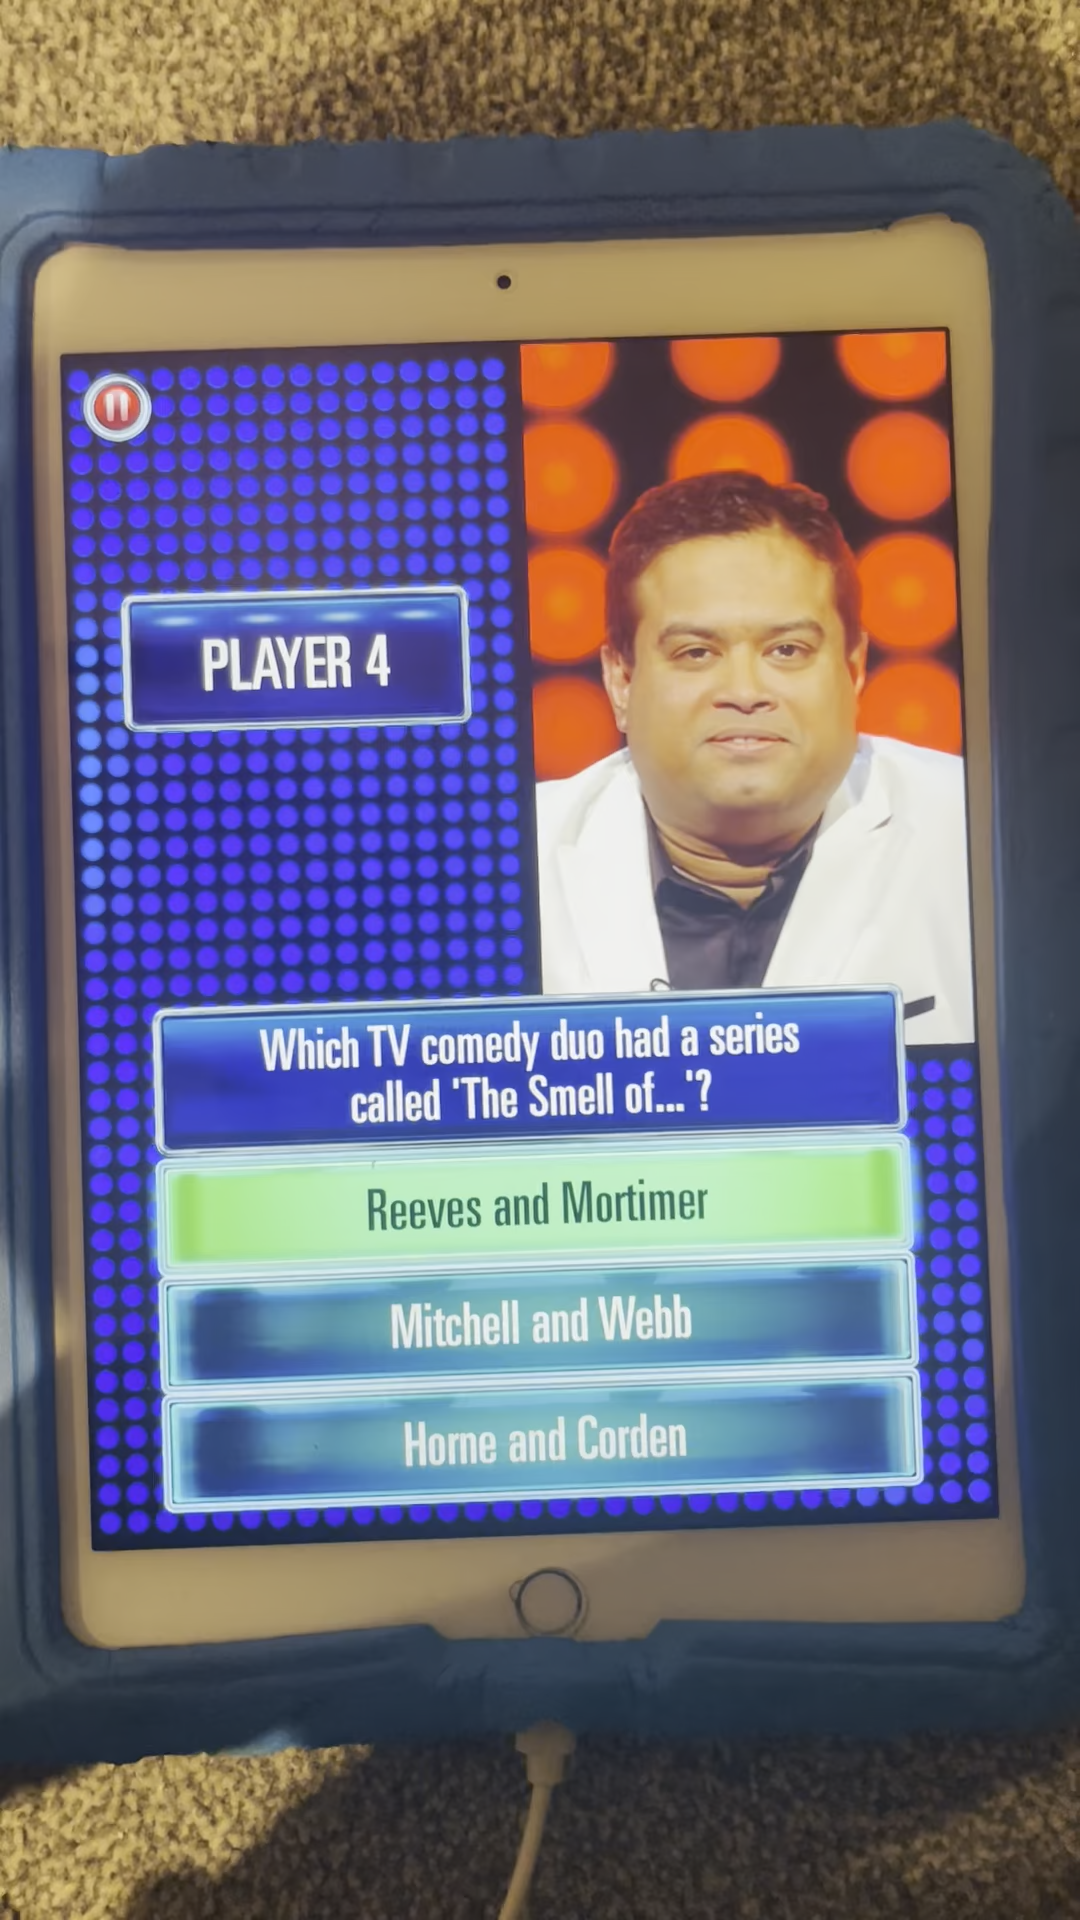 PLAYER 4
Which TV comedy duo had a series
called 'The Smell of...'?
Reeves and Mortimer
Mitchell and Webb
Horne and Corden